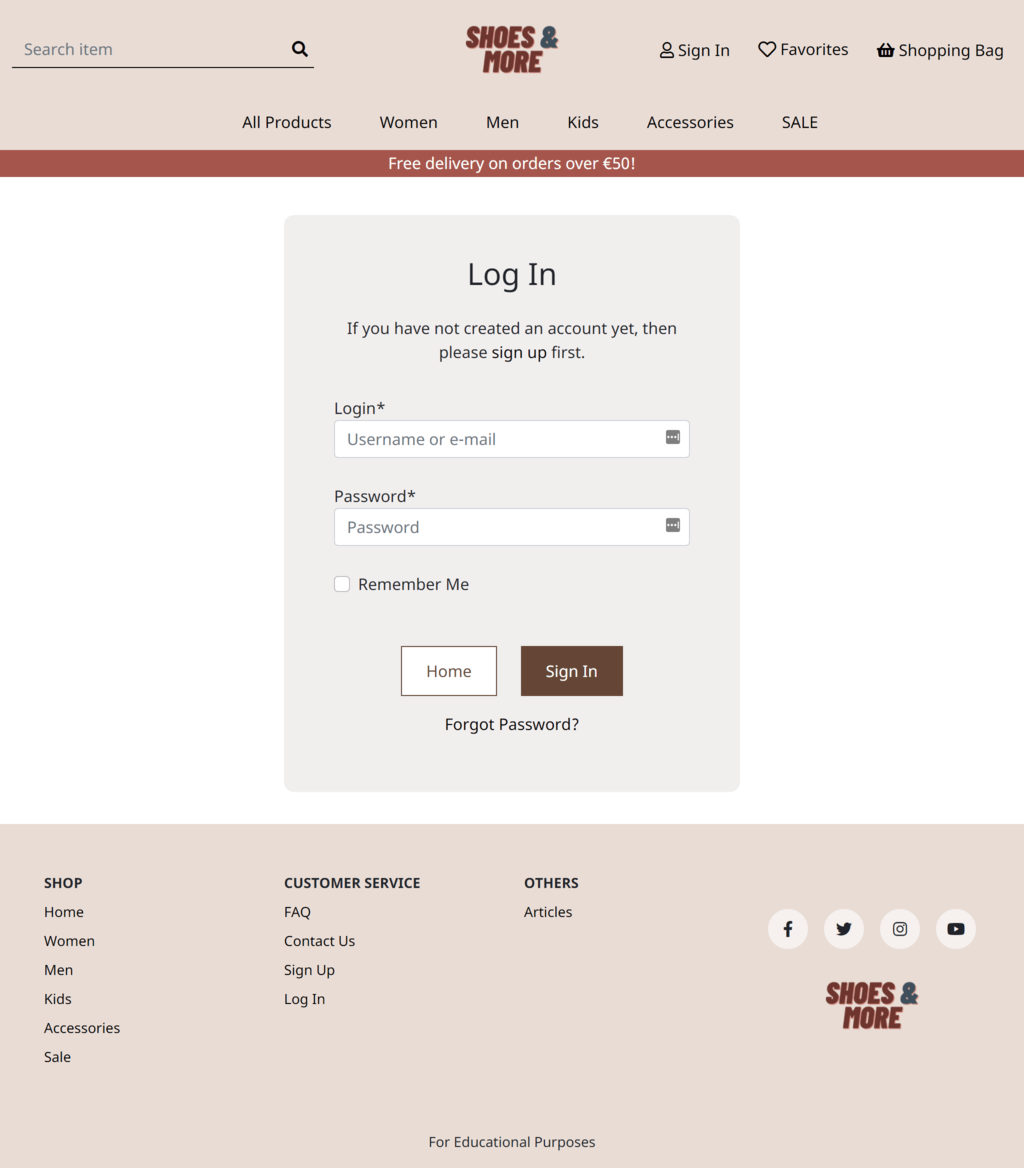 Search item
SHOES &
MORE
Sign In
Favorites
Shopping Bag
All Products
Women
Men
Kids
Accessories
SALE
Free delivery on orders over €50!
Log In
If you have not created an account yet, then
please sign up first.
Login*
Username or e-mail
Password*
Password
Remember Me
Home
Sign In
Forgot Password?
SHOP
Home
Women
Men
Kids
Accessories
Sale
CUSTOMER SERVICE
FAQ
Contact Us
Sign Up
Log In
OTHERS
Articles
SHOES &
MORE
For Educational Purposes